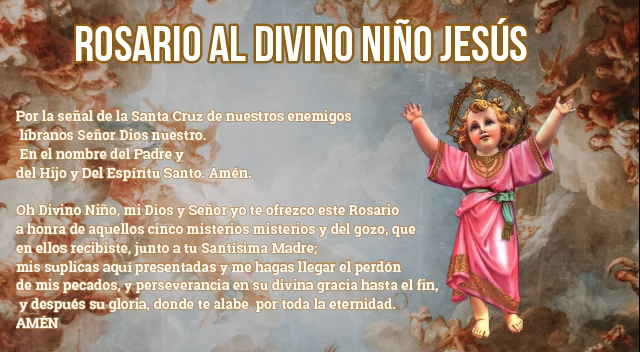 ROSARIO AL DIVINO NIÑO JESÚS
Por la señal de la Santa Cruz de nuestros enemigos
líbranos Señor Dios nuestro.
En el nombre del Padre y
del Hijo y Del Espíritu Santo. Amén.
Oh Divino Niño, mi Dios y Señor yo te ofrezco este Rosario
a honra de aquellos cinco misterios misterios y del gozo, que
en ellos recibiste, junto a tu Santísima Madre;
mis suplicas aquí presentadas y me hagas llegar el perdón
de mis pecados, y perseverancia en su divina gracia hasta el fin,
y después su gloria, donde te alabe por toda la eternidad.
AMÉN